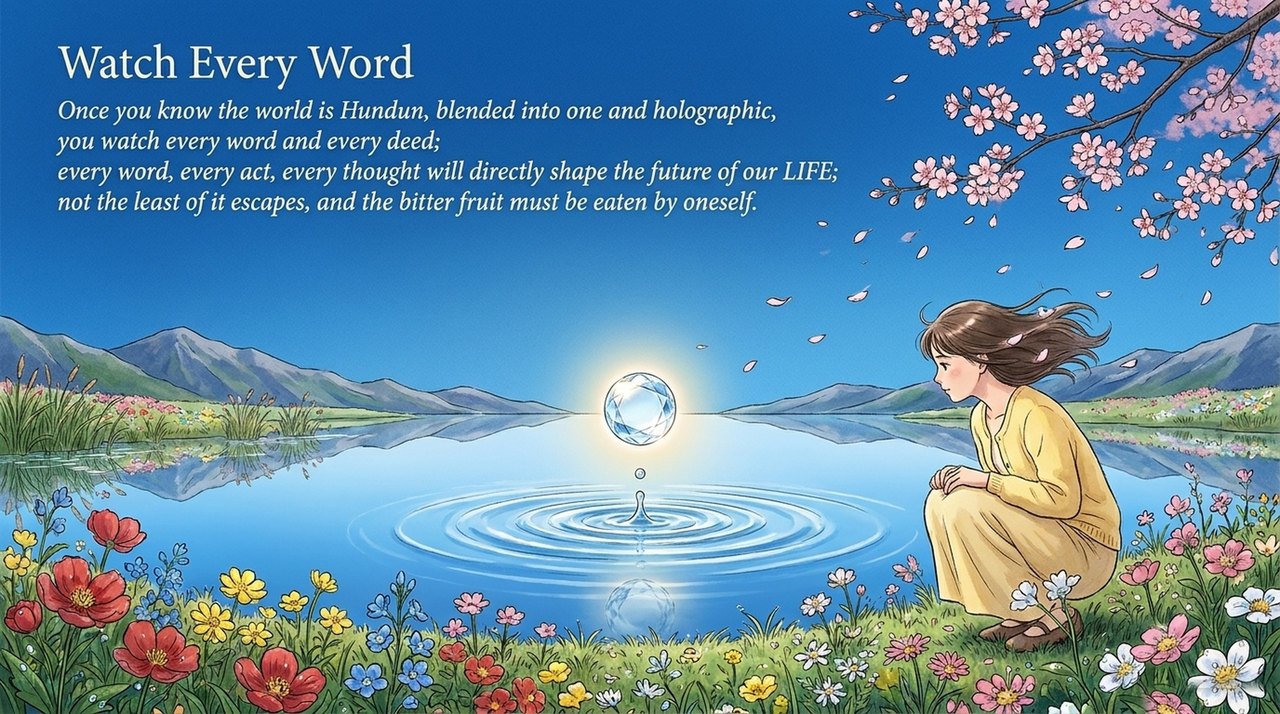 Watch Every Word
Once you know the world is Hundun, blended into one and holographic,
you watch every word and every deed;
every word, every act, every thought will directly shape the future of our LIFE;
not the least of it escapes, and the bitter fruit must be eaten by oneself.